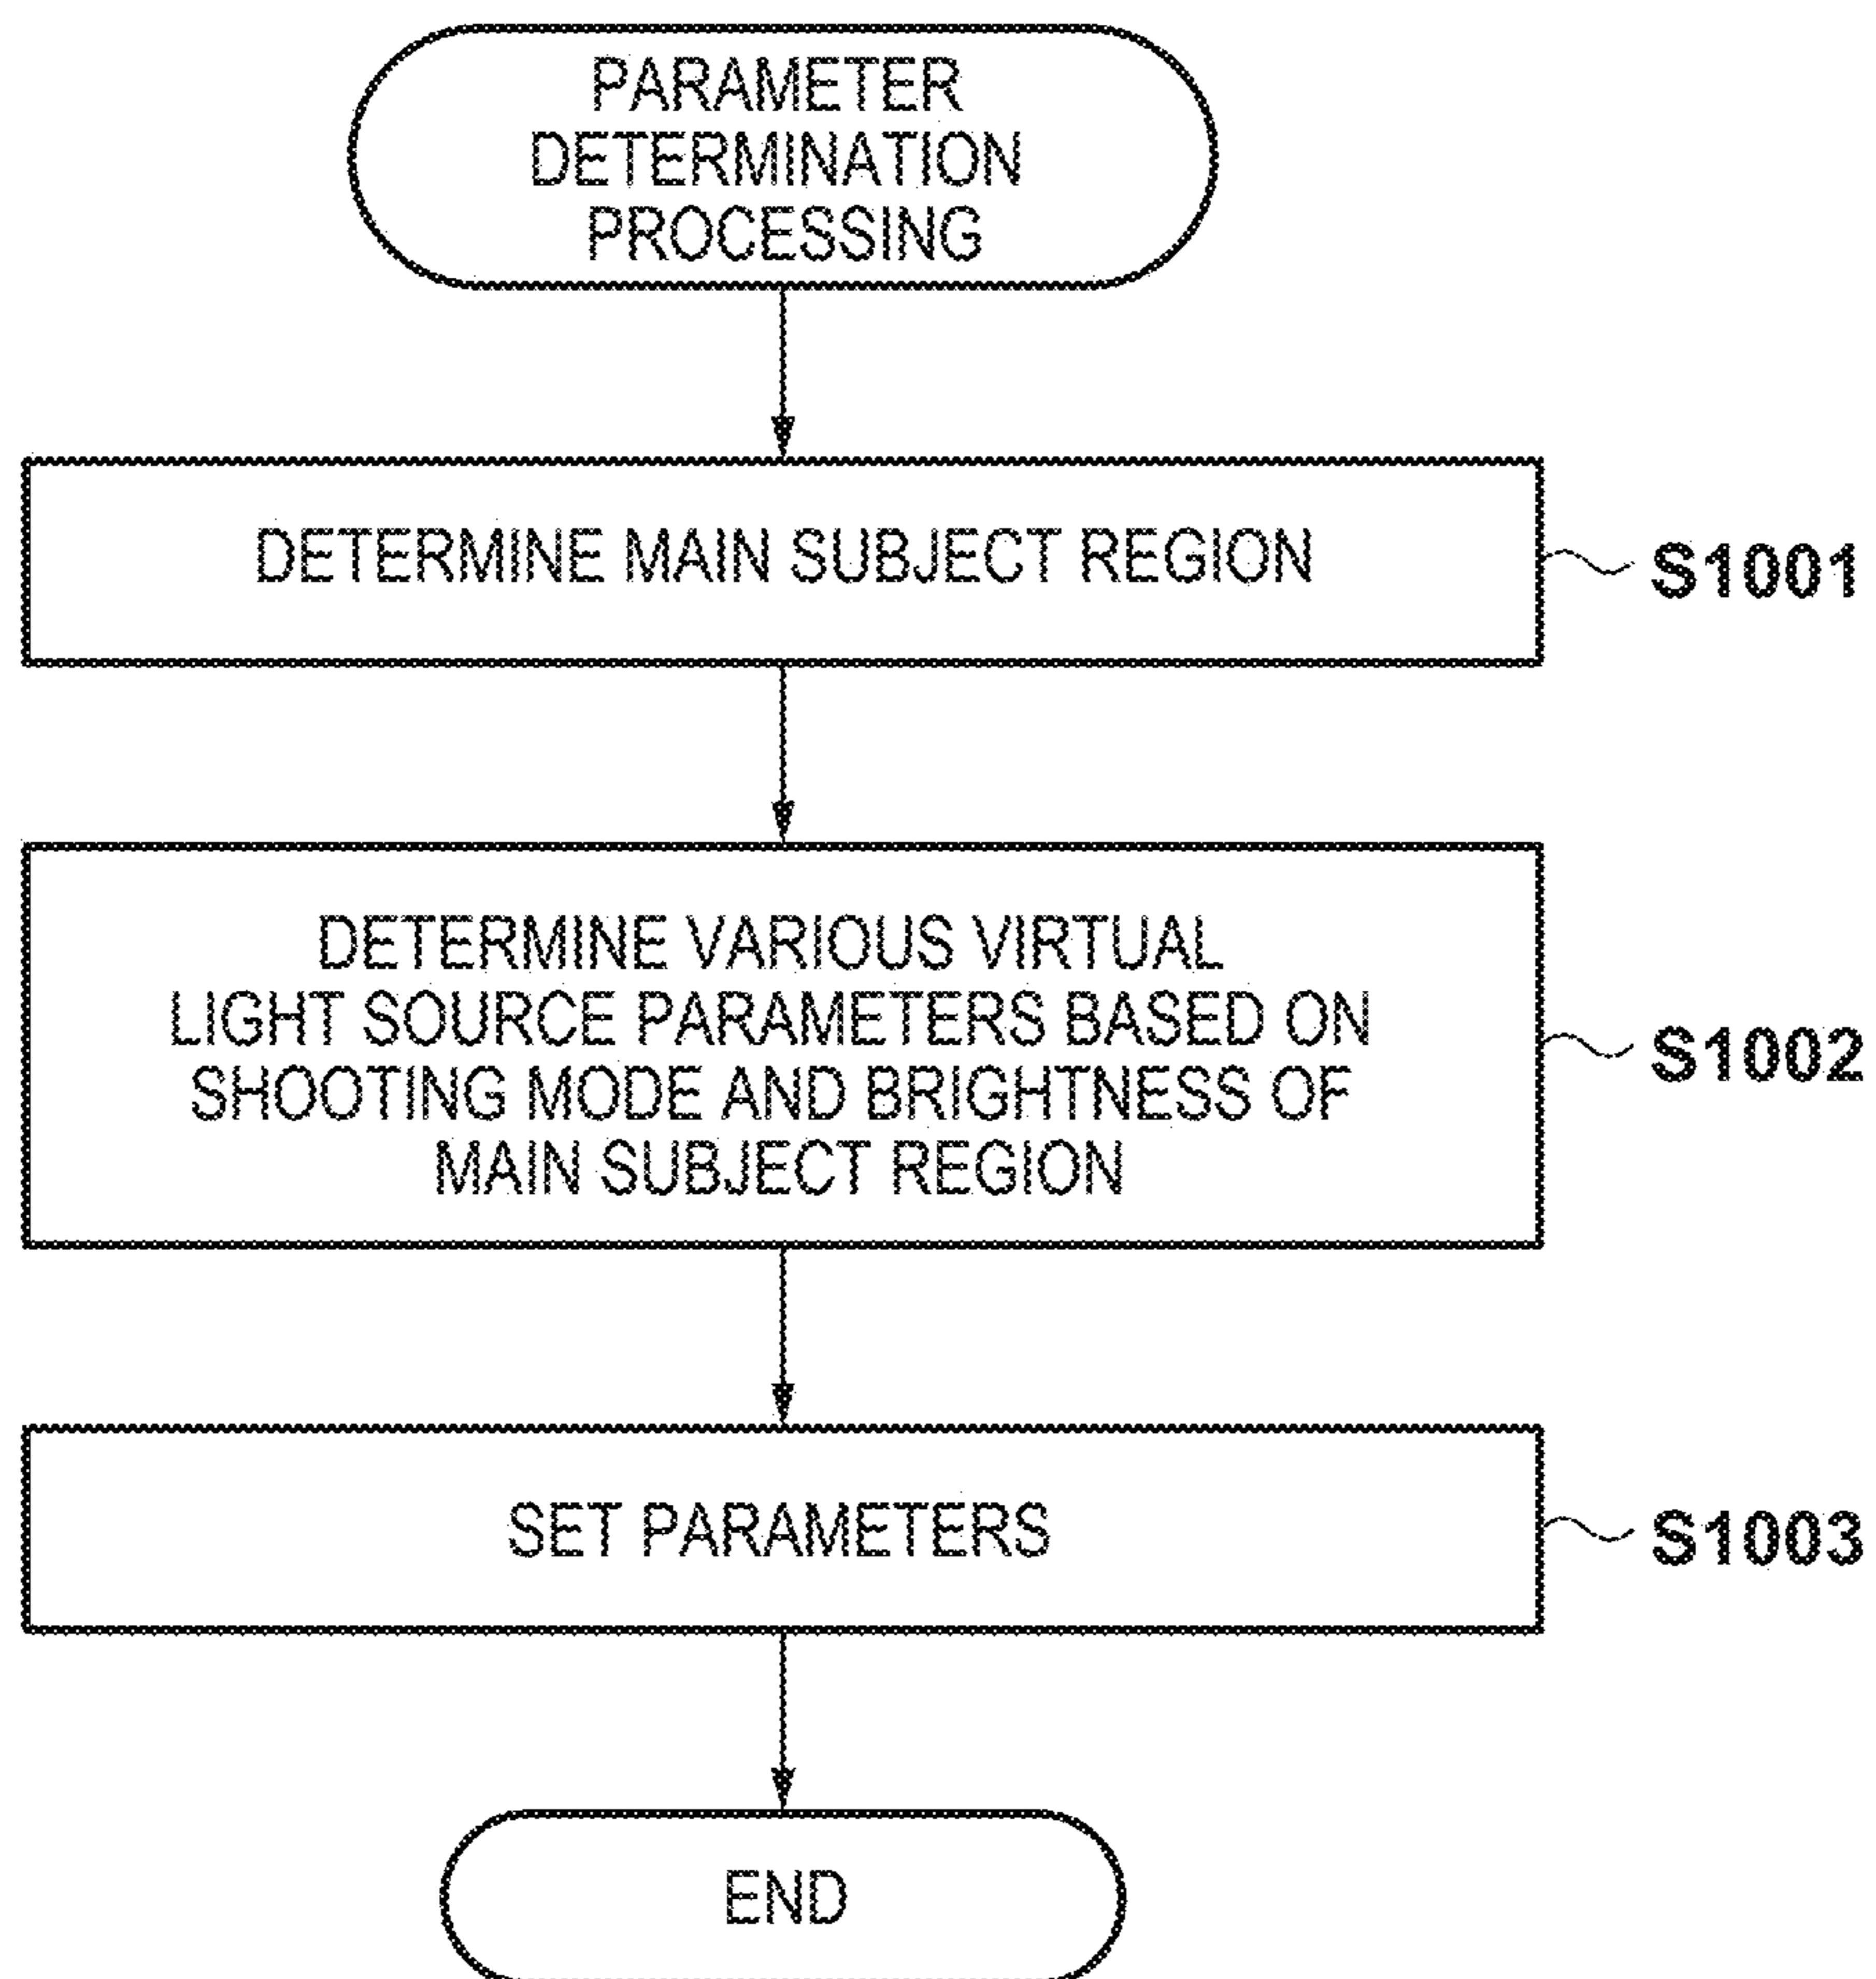 PARAMETER
DETERMINATION
PROCESSING
DETERMINE MAIN SUBJECT REGION
S1001
DETERMINE VARIOUS VIRTUAL
LIGHT SOURCE PARAMETERS BASED ON
SHOOTING MODE AND BRIGHTNESS OF
MAIN SUBJECT REGION
S1002
SET PARAMETERS
S1003
END